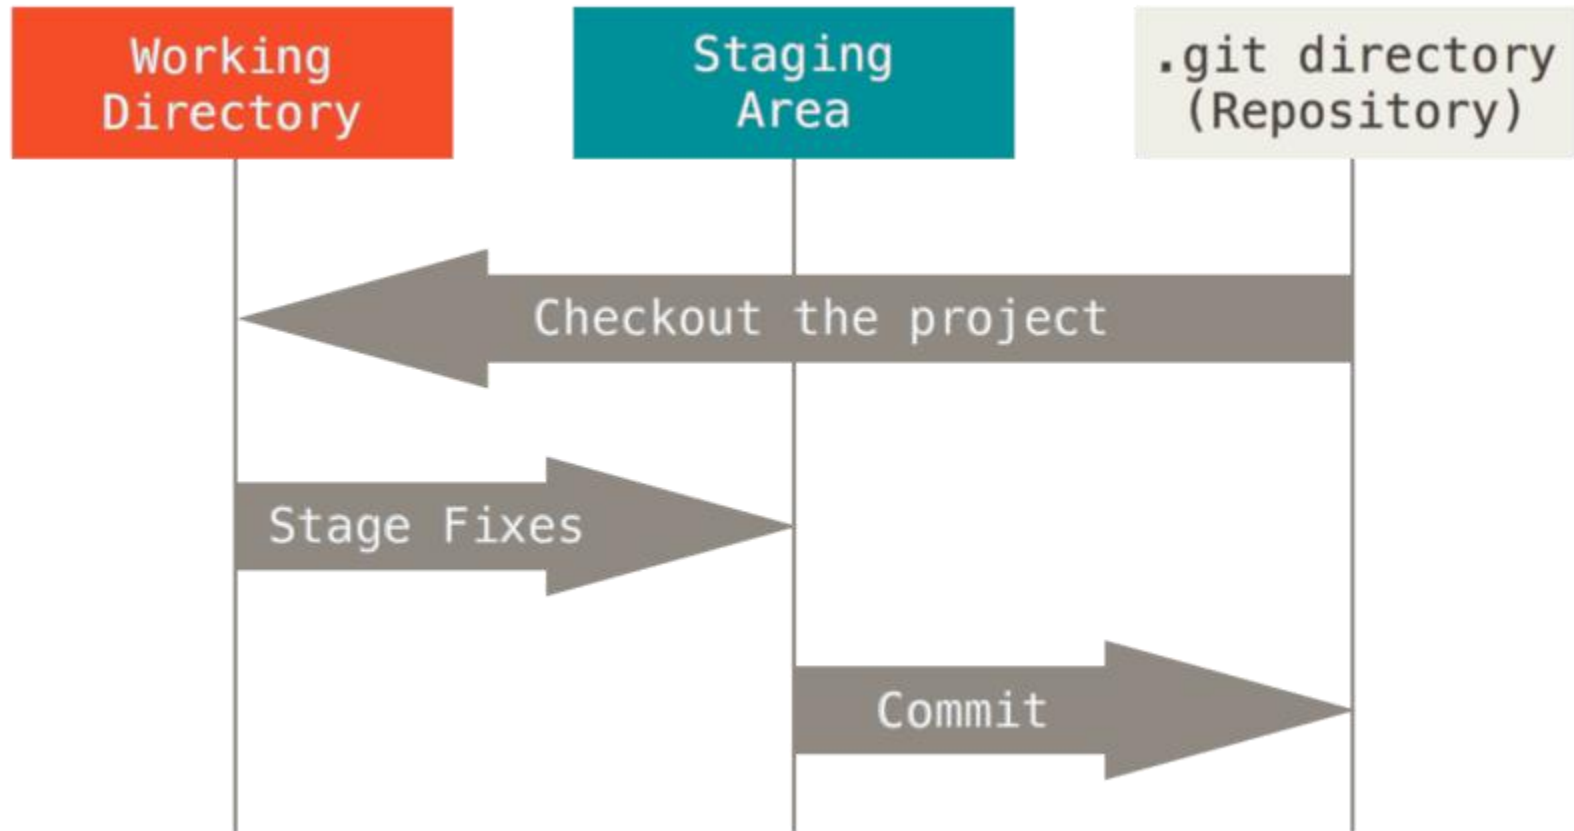 Working
Directory
Staging
Area
.git directory
(Repository)
Checkout the project
Stage Fixes
Commit